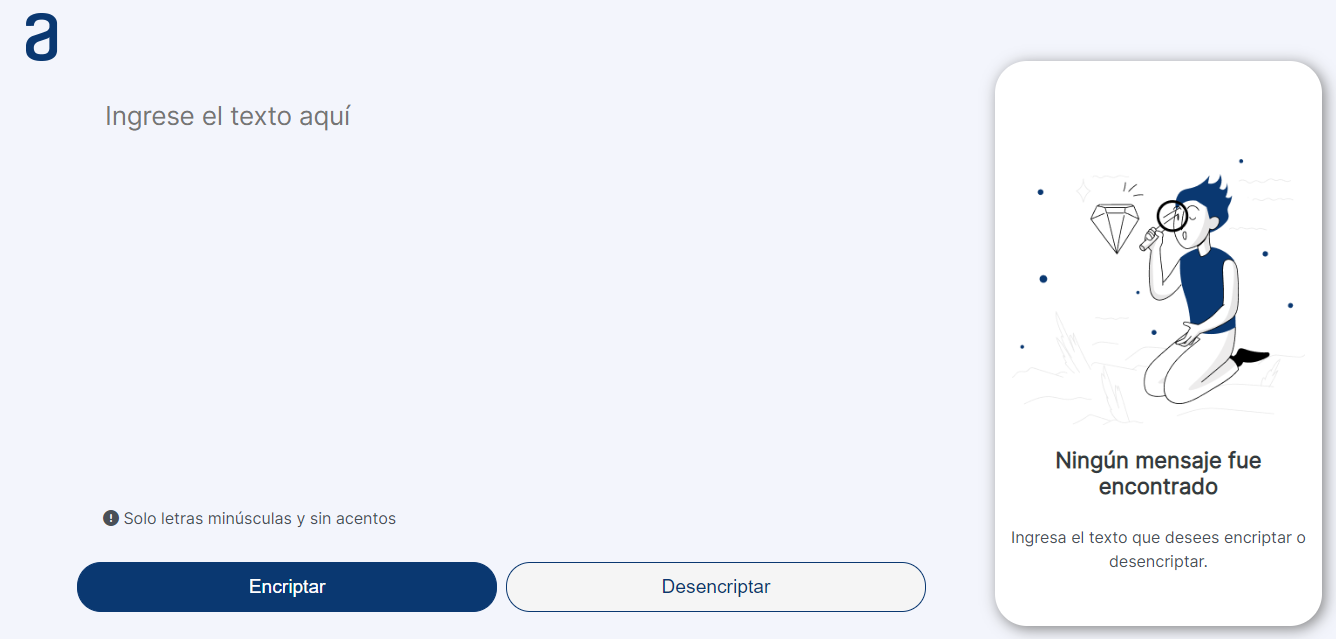 a
Ingrese el texto aquí
Solo letras minúsculas y sin acentos
Encriptar
Desencriptar
Ningún mensaje fue
encontrado
Ingresa el texto que desees encriptar o
desencriptar.